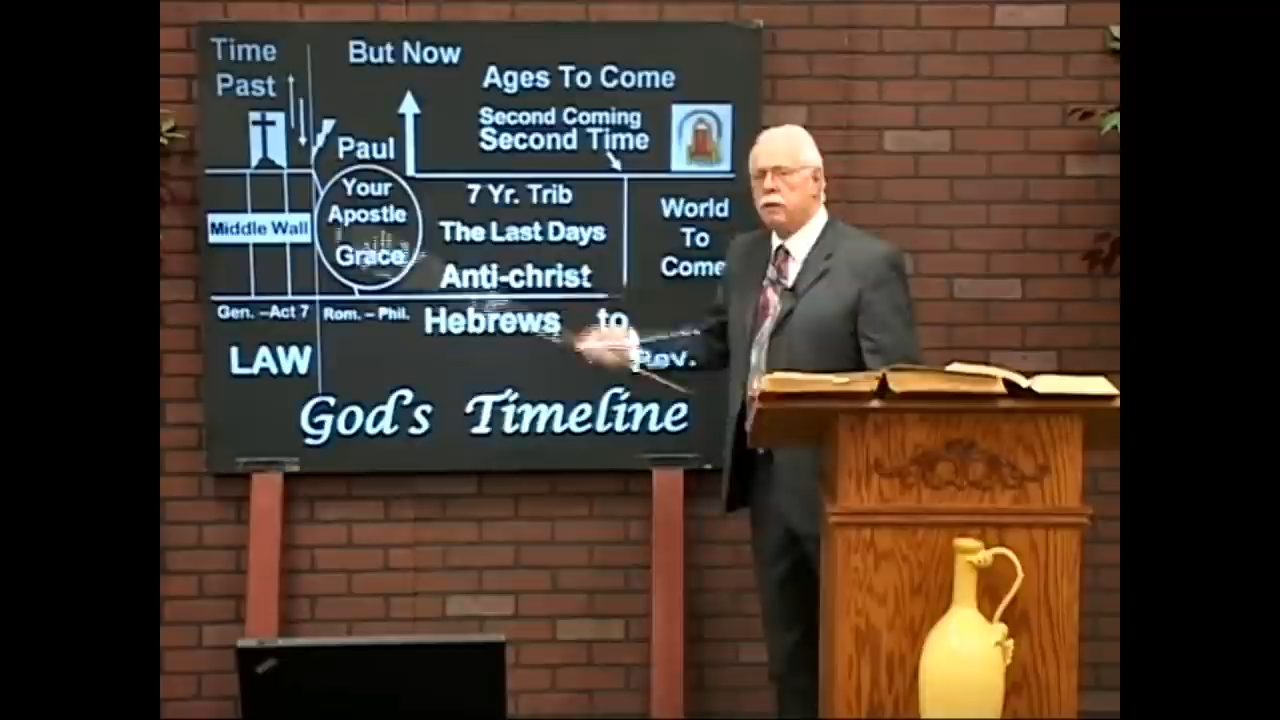 Time
Past
But Now
Ages To Come
Second Coming
Second Time
Paul
Your
Apostle
Grace
Middle Wall
7 Yr. Trib
The Last Days
Anti-christ
World
To
Come
Gen. –Act 7
Rom. – Phil.
Hebrews to
Rev.
LAW
God's Timeline